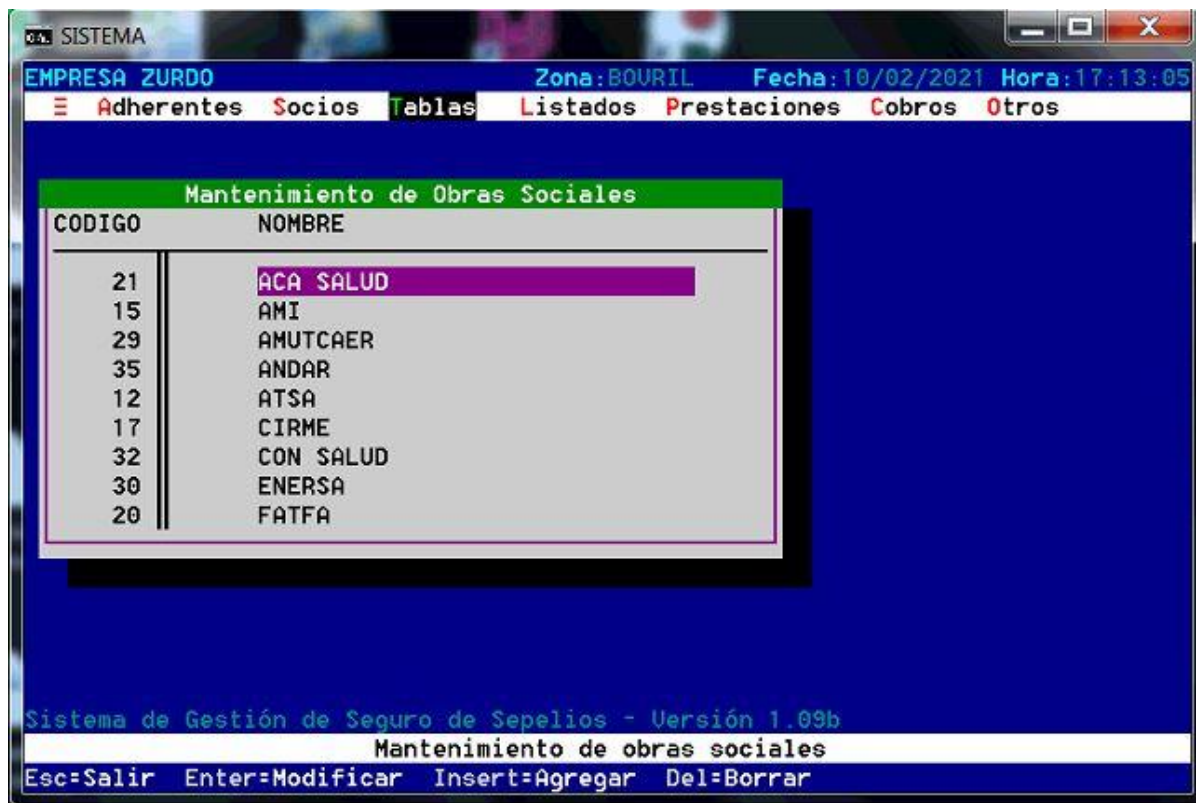 SISTEMA
EMPRESA ZURDO Zona:BOVRIL Fecha:10/02/2021 Hora:17:13:05
≡ Adherentes Socios Tablas Listados Prestaciones Cobros Otros
Mantenimiento de Obras Sociales
CODIGO NOMBRE
21 ACA SALUD
15 AMI
29 AMUTCAER
35 ANDAR
12 ATSA
17 CIRME
32 CON SALUD
30 ENERSA
20 FATFA
Sistema de Gestión de Seguro de Sepelios - Versión 1.09b
Mantenimiento de obras sociales
Esc=Salir Enter=Modificar Insert=Agregar Del=Borrar